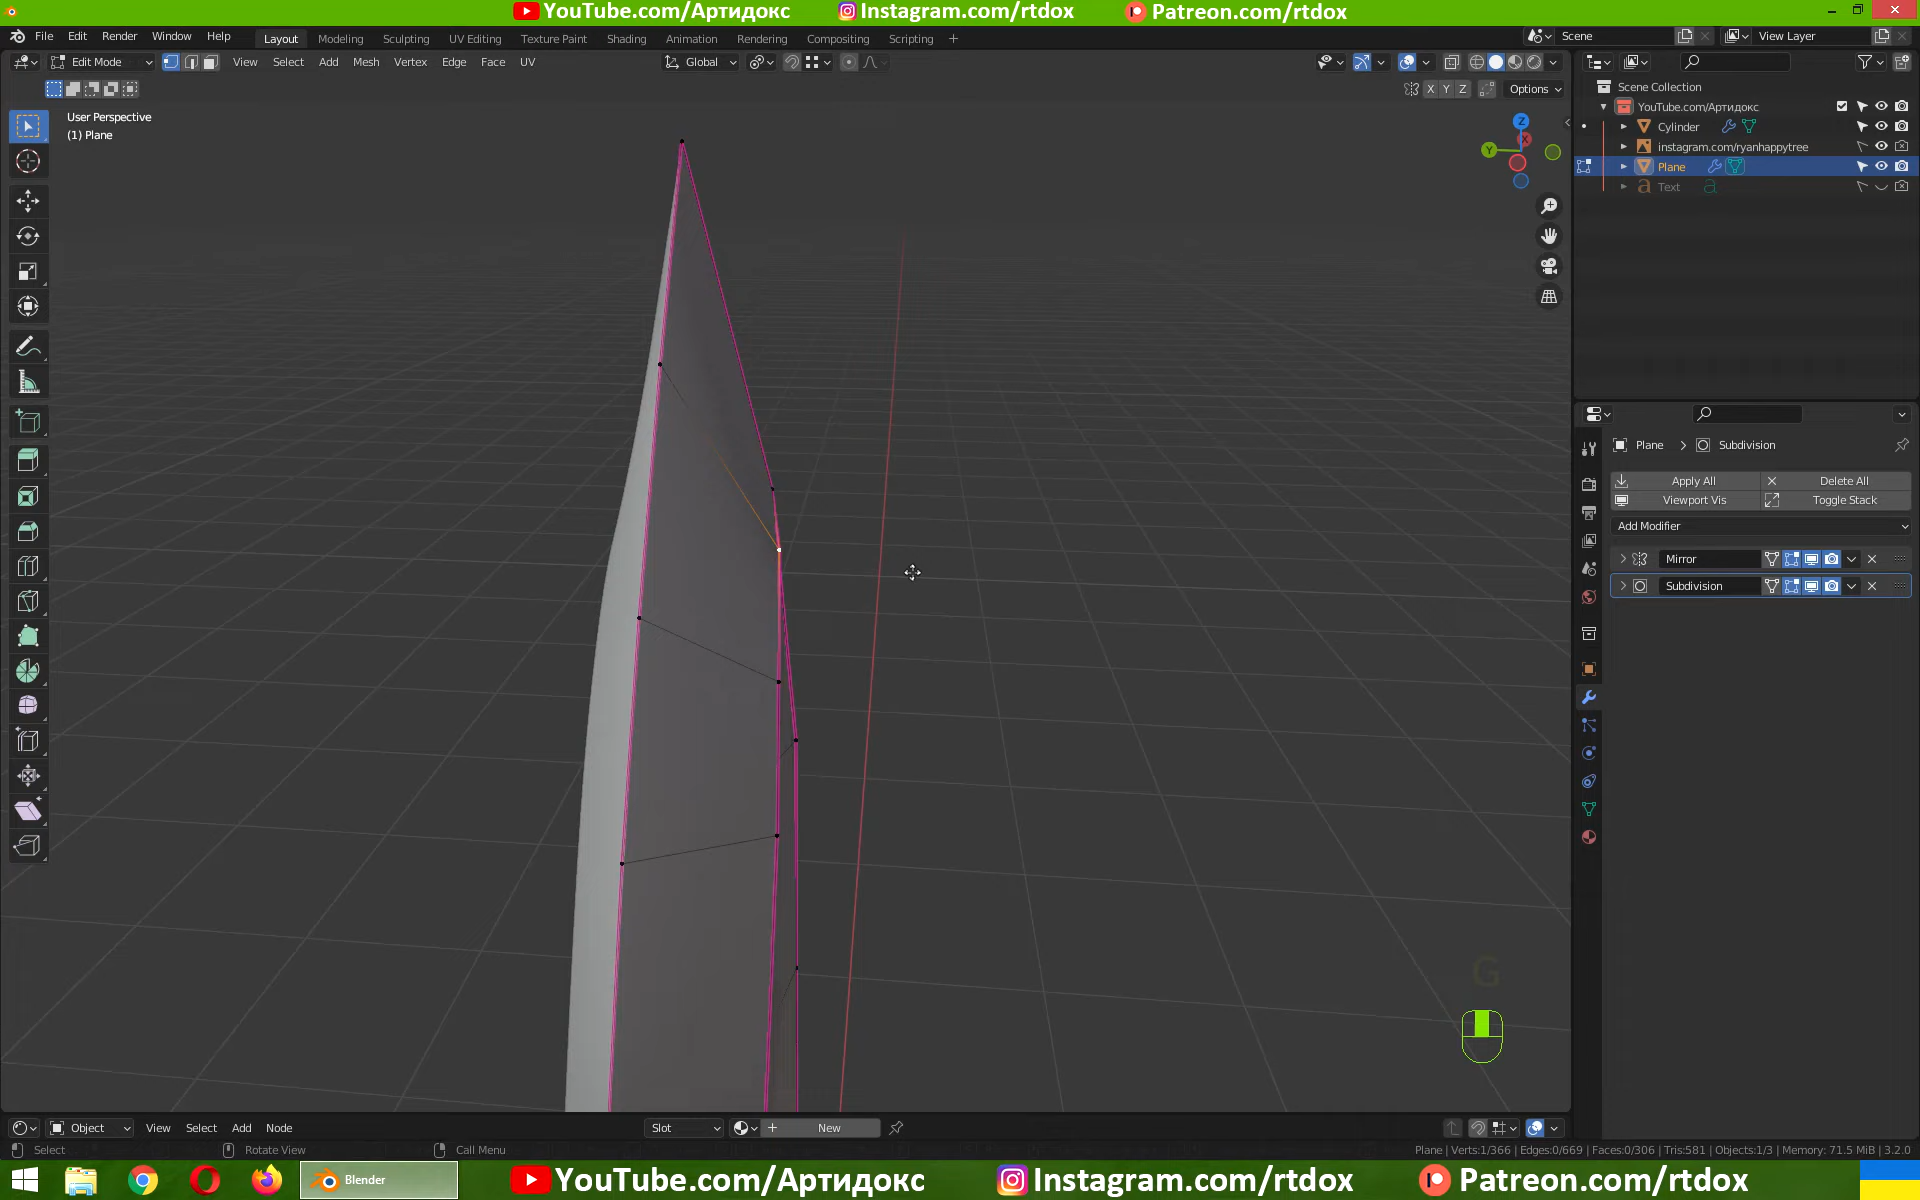 YouTube.com/Артидокс Instagram.com/rtdox Patreon.com/rtdox
File Edit Render Window Help Layout Modeling Sculpting UV Editing Texture Paint Shading Animation Rendering Compositing Scripting Scene View Layer
Edit Mode View Select Add Mesh Vertex Edge Face UV Global
X Y Z Options
Scene Collection
YouTube.com/Артидокс
Cylinder
instagram.com/ryanhappytree
Plane
Text
User Perspective
(1) Plane
Z
Y
X
Plane Subdivision
Apply All Delete All
Viewport Vis Toggle Stack
Add Modifier
Mirror
Subdivision
G
Object View Select Add Node Slot New
Select Rotate View Call Menu Plane | Verts:1/366 | Edges:0/669 | Faces:0/306 | Tris:581 | Objects:1/3 | Memory: 71.5 MiB | 3.2.0
Blender YouTube.com/Артидокс Instagram.com/rtdox Patreon.com/rtdox